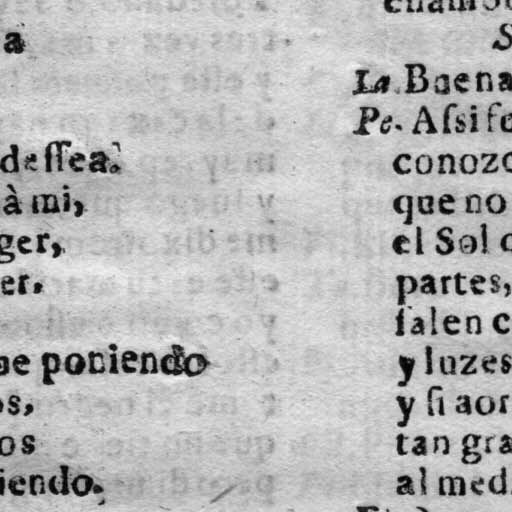 a
dessea?
à mi,
ger,
er.
ue poniendo
os,
os
iendo.
La. Buena
Pe. Assi se
conozc
que no
el Sol
partes,
salen c
y luzes
y si aor
tan gra
al med